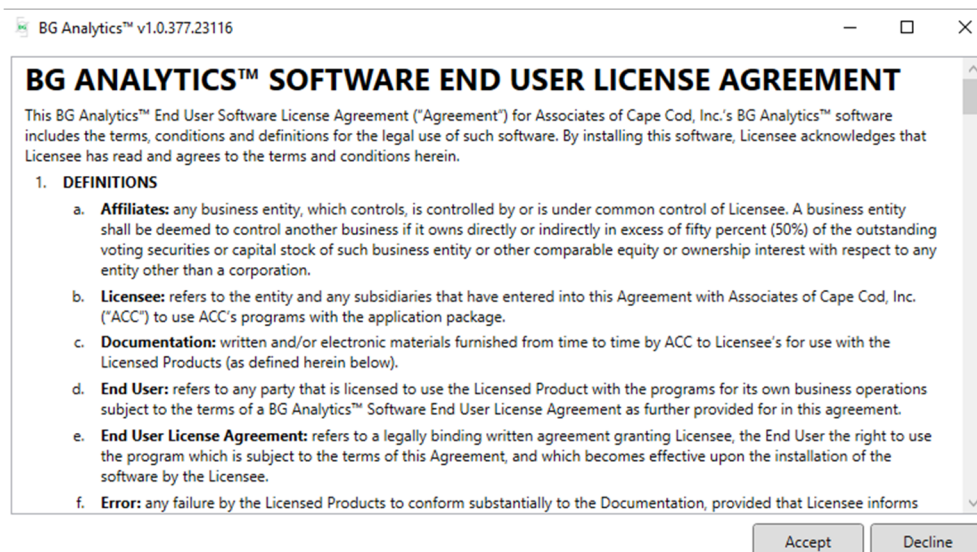 BG Analytics™ v1.0.377.23116
BG ANALYTICS™ SOFTWARE END USER LICENSE AGREEMENT
This BG Analytics™ End User Software License Agreement ("Agreement") for Associates of Cape Cod, Inc.'s BG Analytics™ software
includes the terms, conditions and definitions for the legal use of such software. By installing this software, Licensee acknowledges that
Licensee has read and agrees to the terms and conditions herein.
1. DEFINITIONS
a. Affiliates: any business entity, which controls, is controlled by or is under common control of Licensee. A business entity
shall be deemed to control another business if it owns directly or indirectly in excess of fifty percent (50%) of the outstanding
voting securities or capital stock of such business entity or other comparable equity or ownership interest with respect to any
entity other than a corporation.
b. Licensee: refers to the entity and any subsidiaries that have entered into this Agreement with Associates of Cape Cod, Inc.
("ACC") to use ACC's programs with the application package.
c. Documentation: written and/or electronic materials furnished from time to time by ACC to Licensee's for use with the
Licensed Products (as defined herein below).
d. End User: refers to any party that is licensed to use the Licensed Product with the programs for its own business operations
subject to the terms of a BG Analytics™ Software End User License Agreement as further provided for in this agreement.
e. End User License Agreement: refers to a legally binding written agreement granting Licensee, the End User the right to use
the program which is subject to the terms of this Agreement, and which becomes effective upon the installation of the
software by the Licensee.
f. Error: any failure by the Licensed Products to conform substantially to the Documentation, provided that Licensee informs
Accept Decline